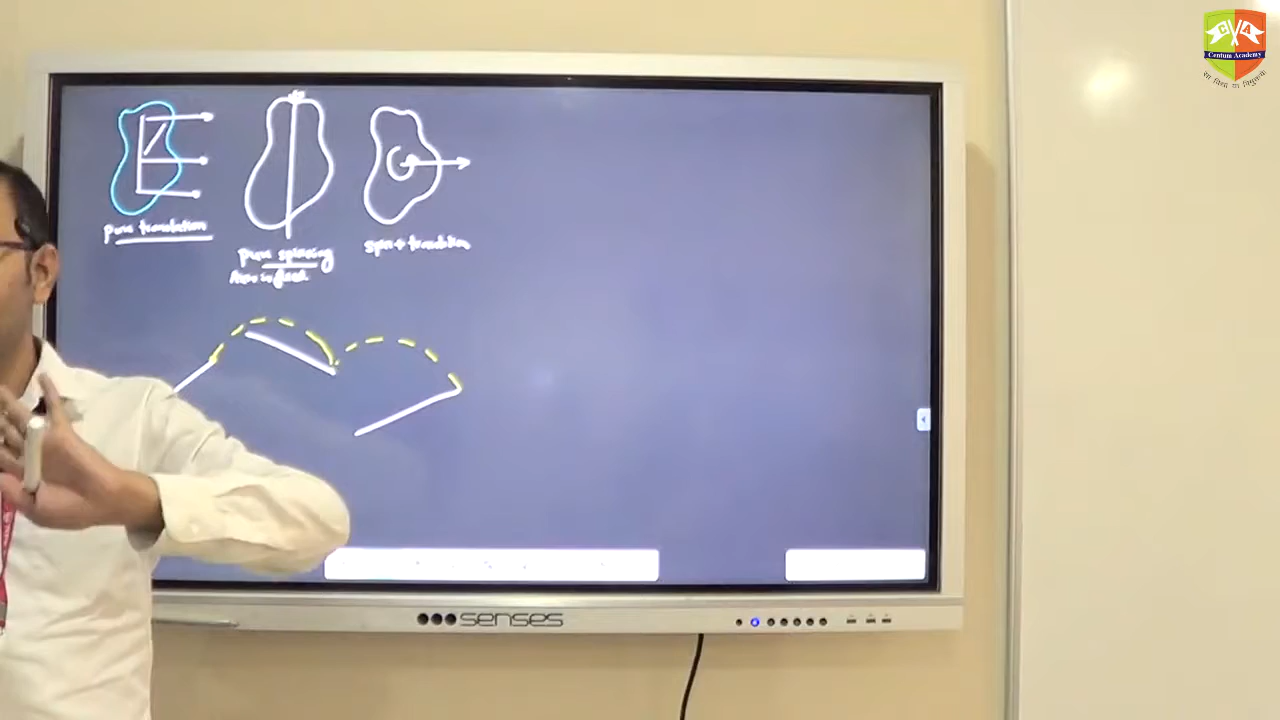 pure translation
pure spinning
Axis is fixed.
spin + translation
senses
C A
Centum Academy